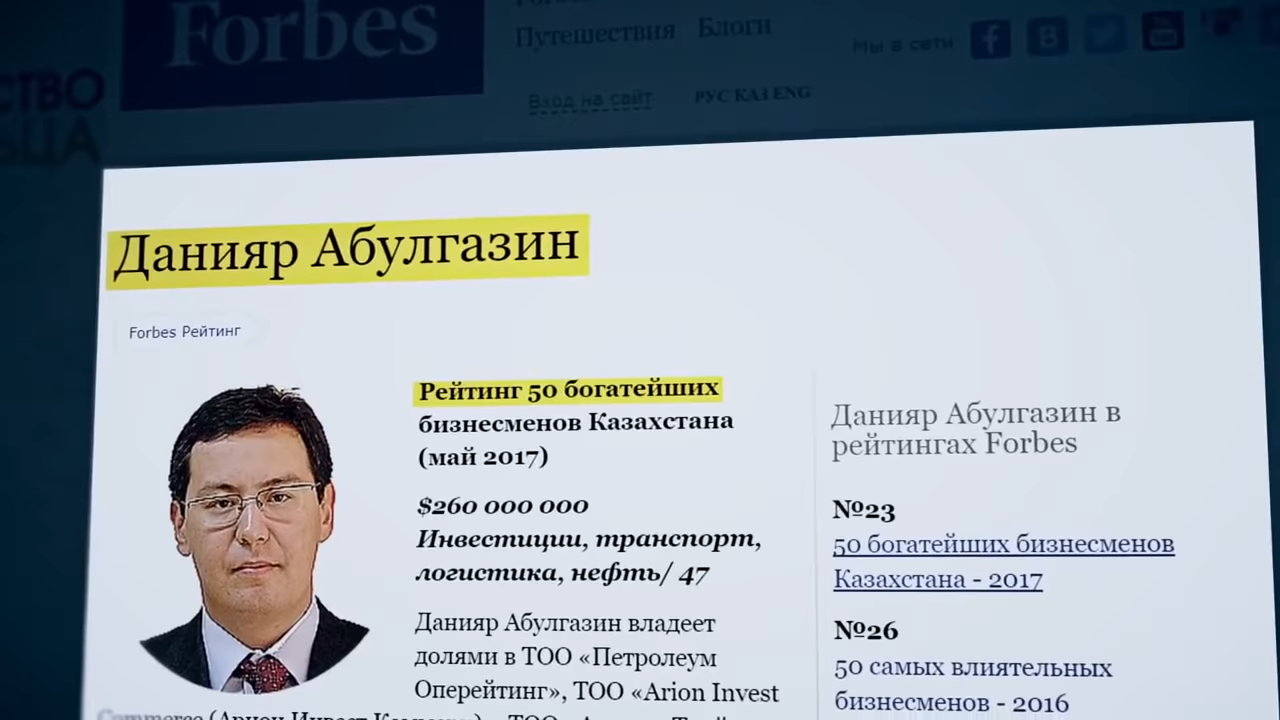 Forbes
Путешествия Блоги
Мы в сети
СТВО
ЬЦА
Вход на сайт
РУС КАЗ ENG
Данияр Абулгазин
Forbes Рейтинг
Рейтинг 50 богатейших
бизнесменов Казахстана
(май 2017)
$260 000 000
Инвестиции, транспорт,
логистика, нефть/ 47
Данияр Абулгазин владеет
долями в ТОО «Петролеум
Оперейтинг», ТОО «Arion Invest
Данияр Абулгазин в
рейтингах Forbes
№23
50 богатейших бизнесменов
Казахстана - 2017
№26
50 самых влиятельных
бизнесменов - 2016